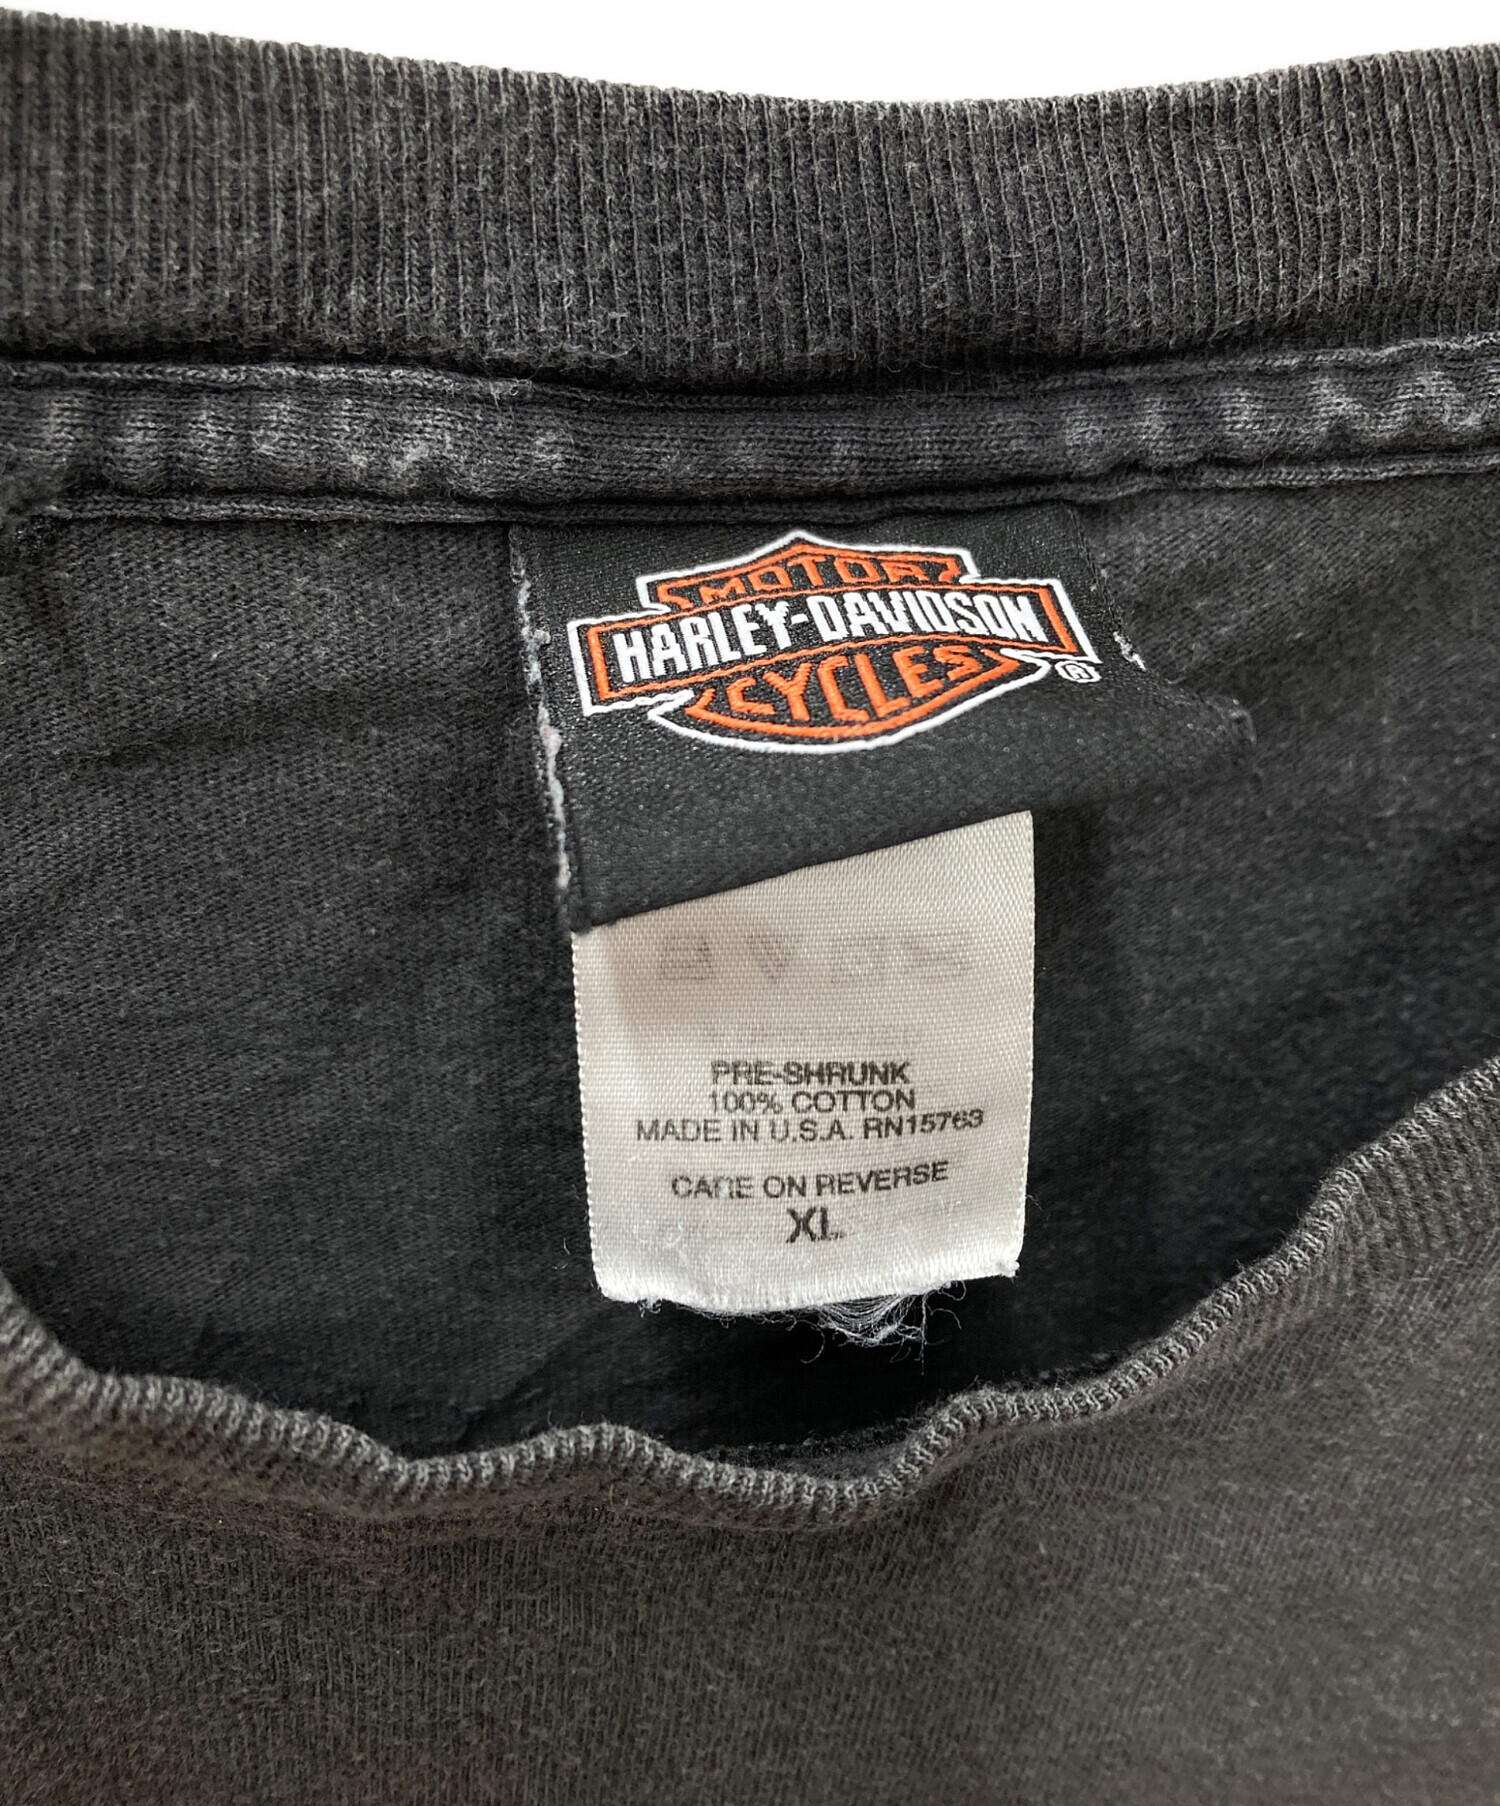 MOTOR
HARLEY-DAVIDSON
CYCLES
®
PRE-SHRUNK
100% COTTON
MADE IN U.S.A. RN15763
CARE ON REVERSE
XL